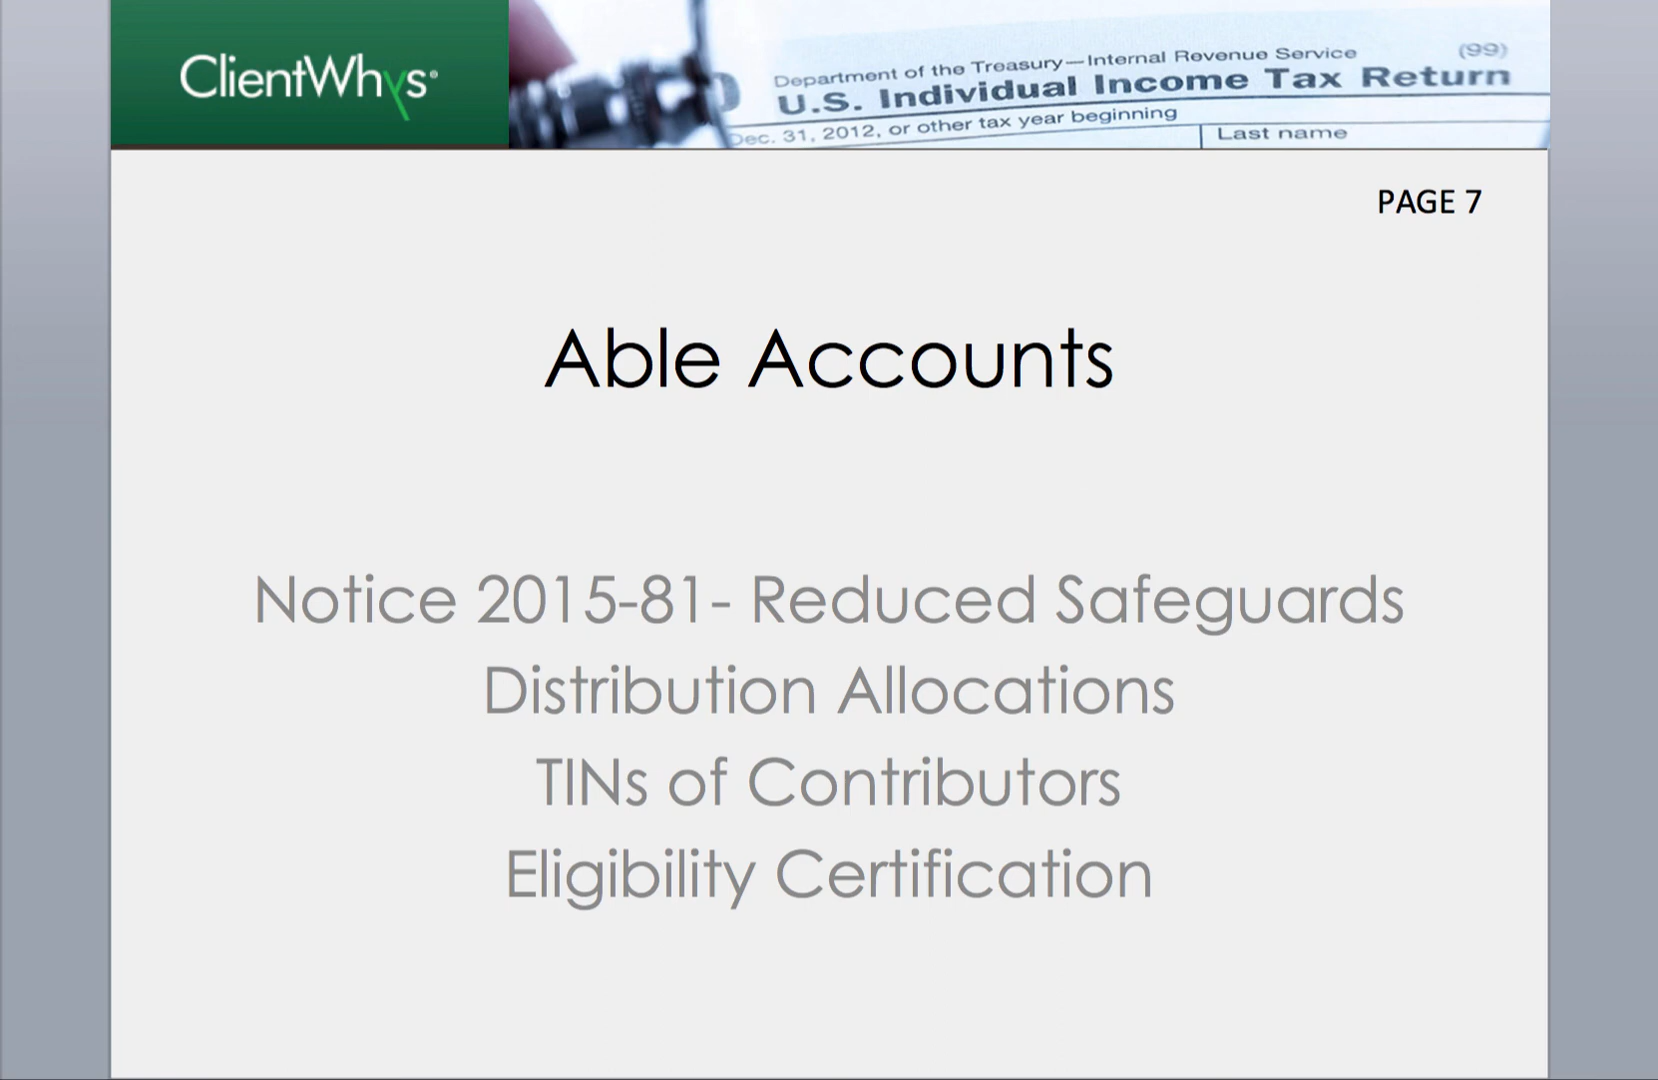 ClientWhys®
Department of the Treasury—Internal Revenue Service (99)
U.S. Individual Income Tax Return
Dec. 31, 2012, or other tax year beginning
Last name
PAGE 7
Able Accounts
Notice 2015-81- Reduced Safeguards
Distribution Allocations
TINs of Contributors
Eligibility Certification